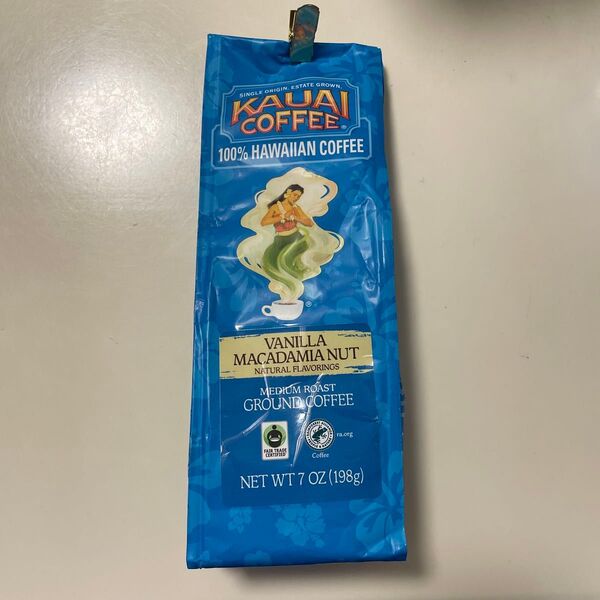 SINGLE ORIGIN. ESTATE GROWN.
KAUAI
COFFEE®
100% HAWAIIAN COFFEE
®
VANILLA
MACADAMIA NUT
NATURAL FLAVORINGS
MEDIUM ROAST
GROUND COFFEE
FAIR TRADE
CERTIFIED
ra.org
Coffee
NET WT 7 OZ (198g)